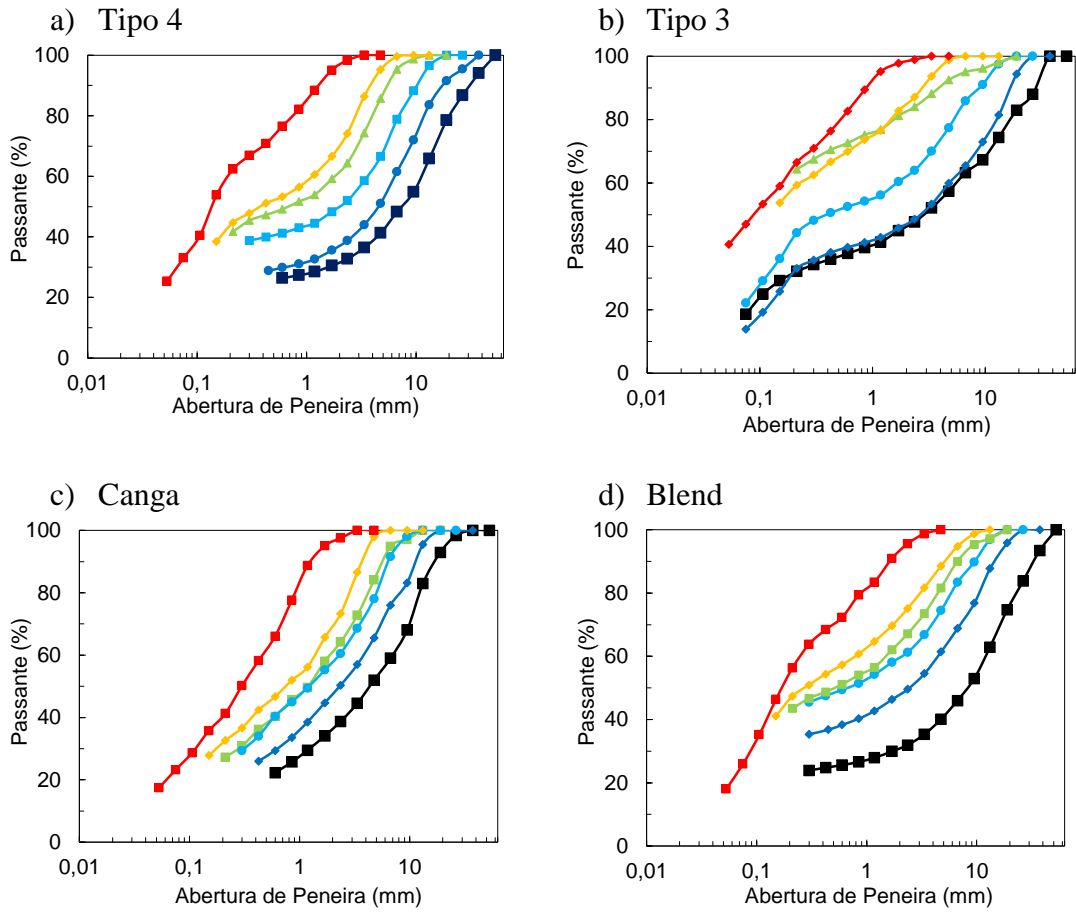 a) Tipo 4
100
80
60
40
20
0
Passante (%)
0,01 0,1 1 10
Abertura de Peneira (mm)
b) Tipo 3
100
80
60
40
20
0
Passante (%)
0,01 0,1 1 10
Abertura de Peneira (mm)
c) Canga
100
80
60
40
20
0
Passante (%)
0,01 0,1 1 10
Abertura de Peneira (mm)
d) Blend
100
80
60
40
20
0
Passante (%)
0,01 0,1 1 10
Abertura de Peneira (mm)